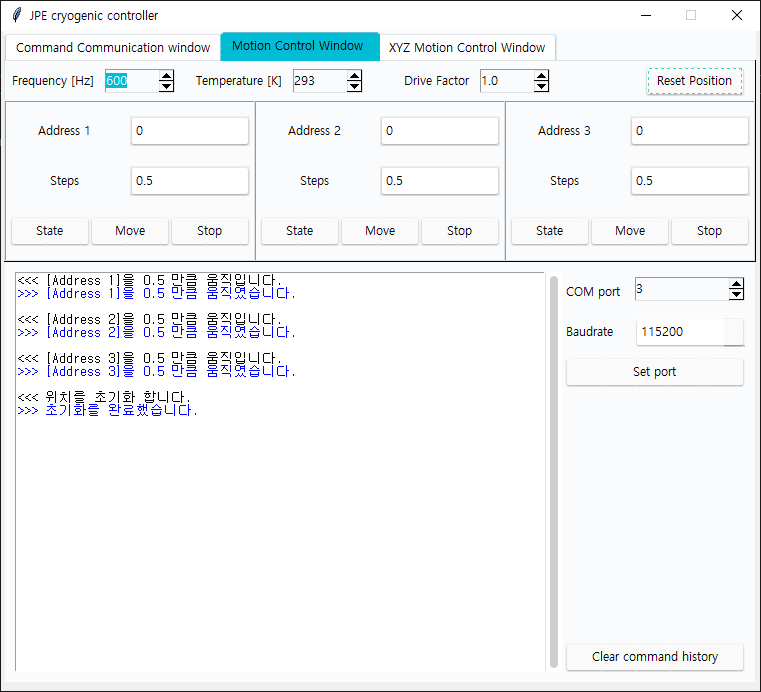 JPE cryogenic controller
Command Communication window Motion Control Window XYZ Motion Control Window
Frequency [Hz] 600 Temperature [K] 293 Drive Factor 1.0 Reset Position
Address 1 0 Address 2 0 Address 3 0
Steps 0.5 Steps 0.5 Steps 0.5
State Move Stop State Move Stop State Move Stop
<<< [Address 1]을 0.5 만큼 움직입니다.
>>> [Address 1]을 0.5 만큼 움직였습니다.
<<< [Address 2]을 0.5 만큼 움직입니다.
>>> [Address 2]을 0.5 만큼 움직였습니다.
<<< [Address 3]을 0.5 만큼 움직입니다.
>>> [Address 3]을 0.5 만큼 움직였습니다.
<<< 위치를 초기화 합니다.
>>> 초기화를 완료했습니다.
COM port 3
Baudrate 115200
Set port
Clear command history